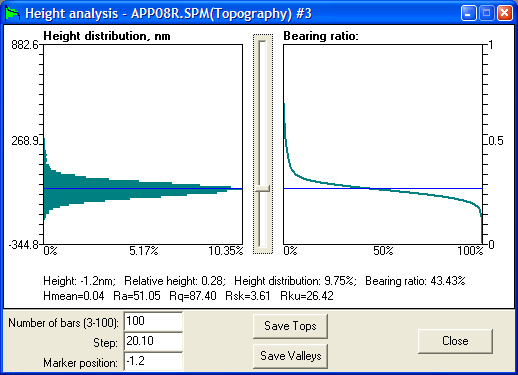 Height analysis - APP08R.SPM(Topography) #3
Height distribution, nm
Bearing ratio:
882.6
268.9
-344.8
0% 5.17% 10.35%
1
0.5
0
0% 50% 100%
Height: -1.2nm; Relative height: 0.28; Height distribution: 9.75%; Bearing ratio: 43.43%
Hmean=0.04 Ra=51.05 Rq=87.40 Rsk=3.61 Rku=26.42
Number of bars (3-100): 100
Step: 20.10
Marker position: -1.2
Save Tops
Save Valleys
Close